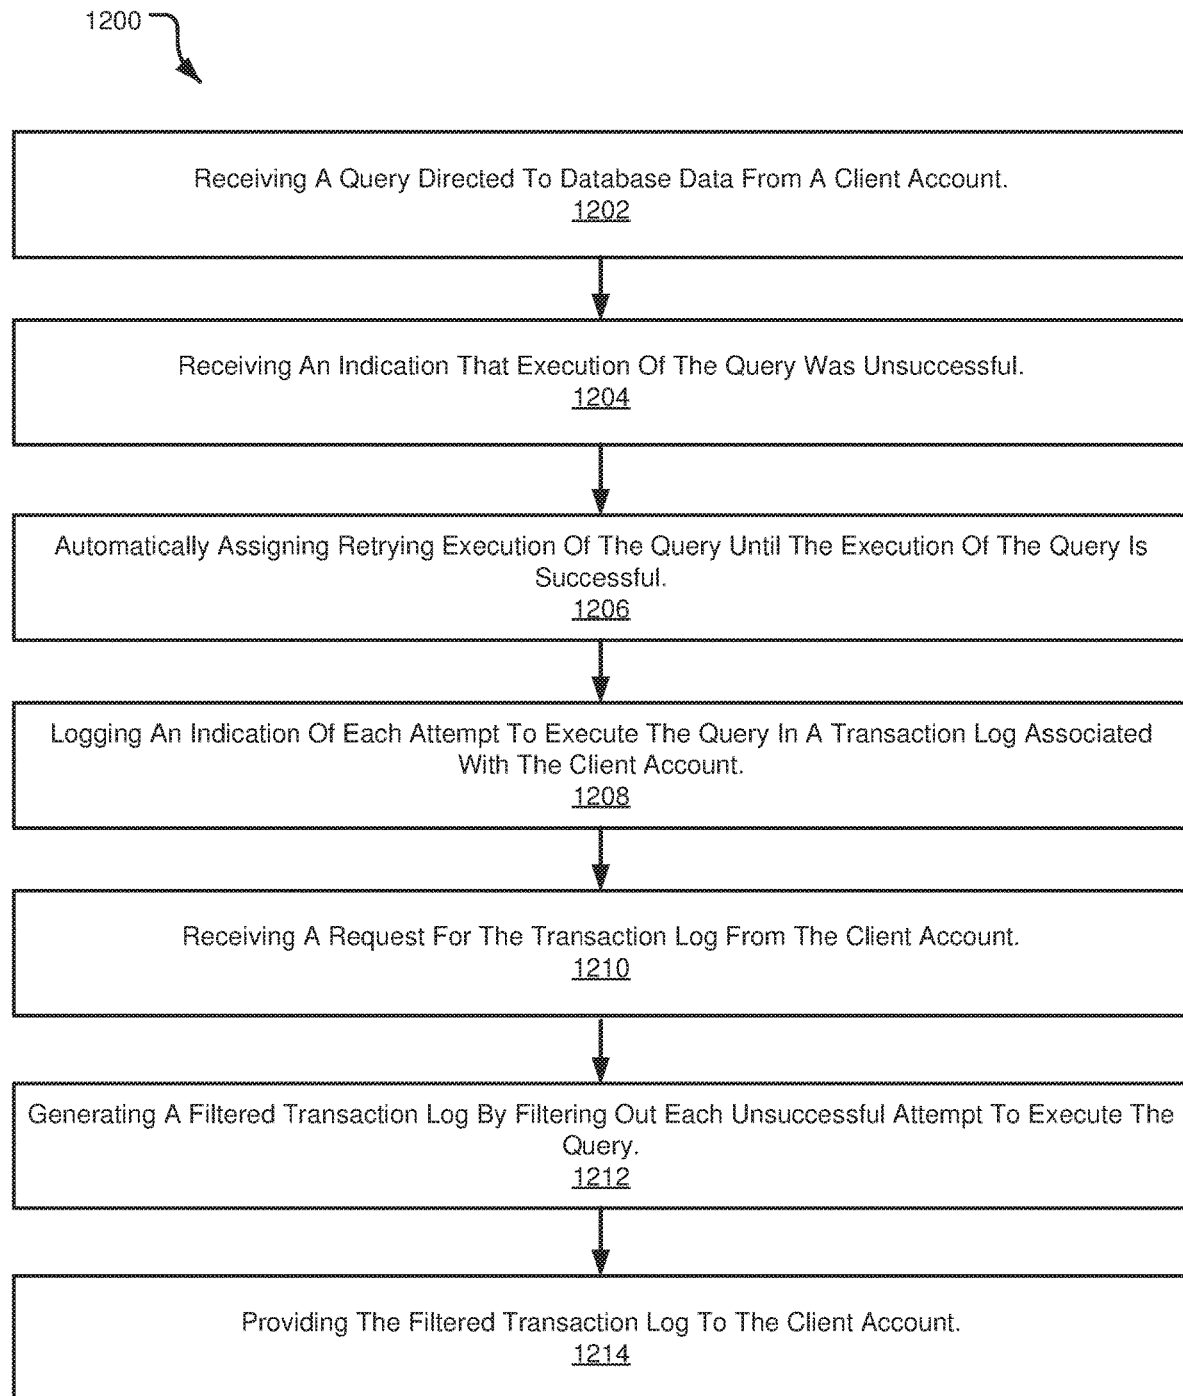 1200
Receiving A Query Directed To Database Data From A Client Account.
1202
Receiving An Indication That Execution Of The Query Was Unsuccessful.
1204
Automatically Assigning Retrying Execution Of The Query Until The Execution Of The Query Is
Successful.
1206
Logging An Indication Of Each Attempt To Execute The Query In A Transaction Log Associated
With The Client Account.
1208
Receiving A Request For The Transaction Log From The Client Account.
1210
Generating A Filtered Transaction Log By Filtering Out Each Unsuccessful Attempt To Execute The
Query.
1212
Providing The Filtered Transaction Log To The Client Account.
1214